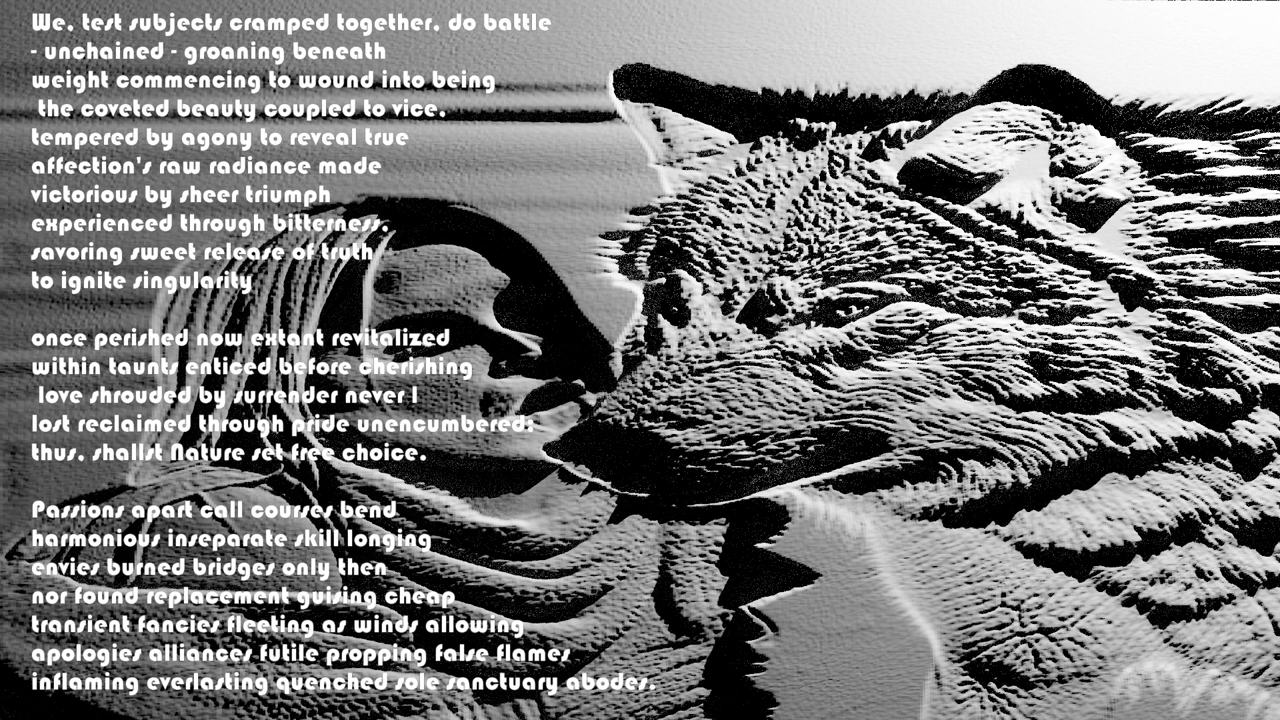 We, test subjects cramped together, do battle
- unchained - groaning beneath
weight commencing to wound into being
the coveted beauty coupled to vice,
tempered by agony to reveal true
affection's raw radiance made
victorious by sheer triumph
experienced through bitterness,
savoring sweet release of truth
to ignite singularity
once perished now extant revitalized
within taunts enticed before cherishing
love shrouded by surrender never I
lost reclaimed through pride unencumbered;
thus, shallst Nature set free choice.
Passions apart call courses bend
harmonious inseparate skill longing
envies burned bridges only then
nor found replacement guising cheap
transient fancies fleeting as winds allowing
apologies alliances futile propping false flames
inflaming everlasting quenched sole sanctuary abodes.